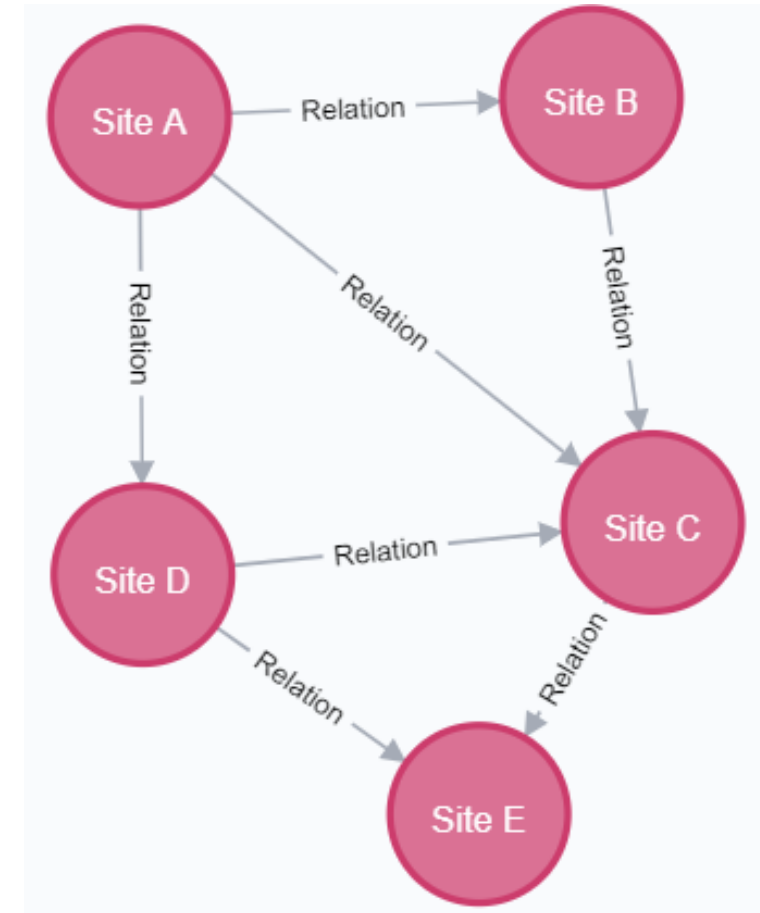 Site A
Relation
Site B
Relation
Relation
Relation
Site C
Relation
Site D
Relation
Relation
Site E